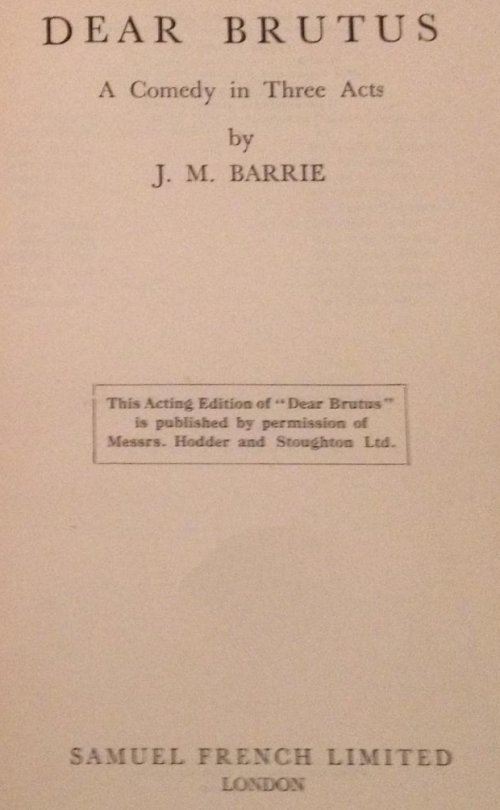 DEAR BRUTUS
A Comedy in Three Acts
by
J. M. BARRIE
This Acting Edition of "Dear Brutus"
is published by permission of
Messrs. Hodder and Stoughton Ltd.
SAMUEL FRENCH LIMITED
LONDON